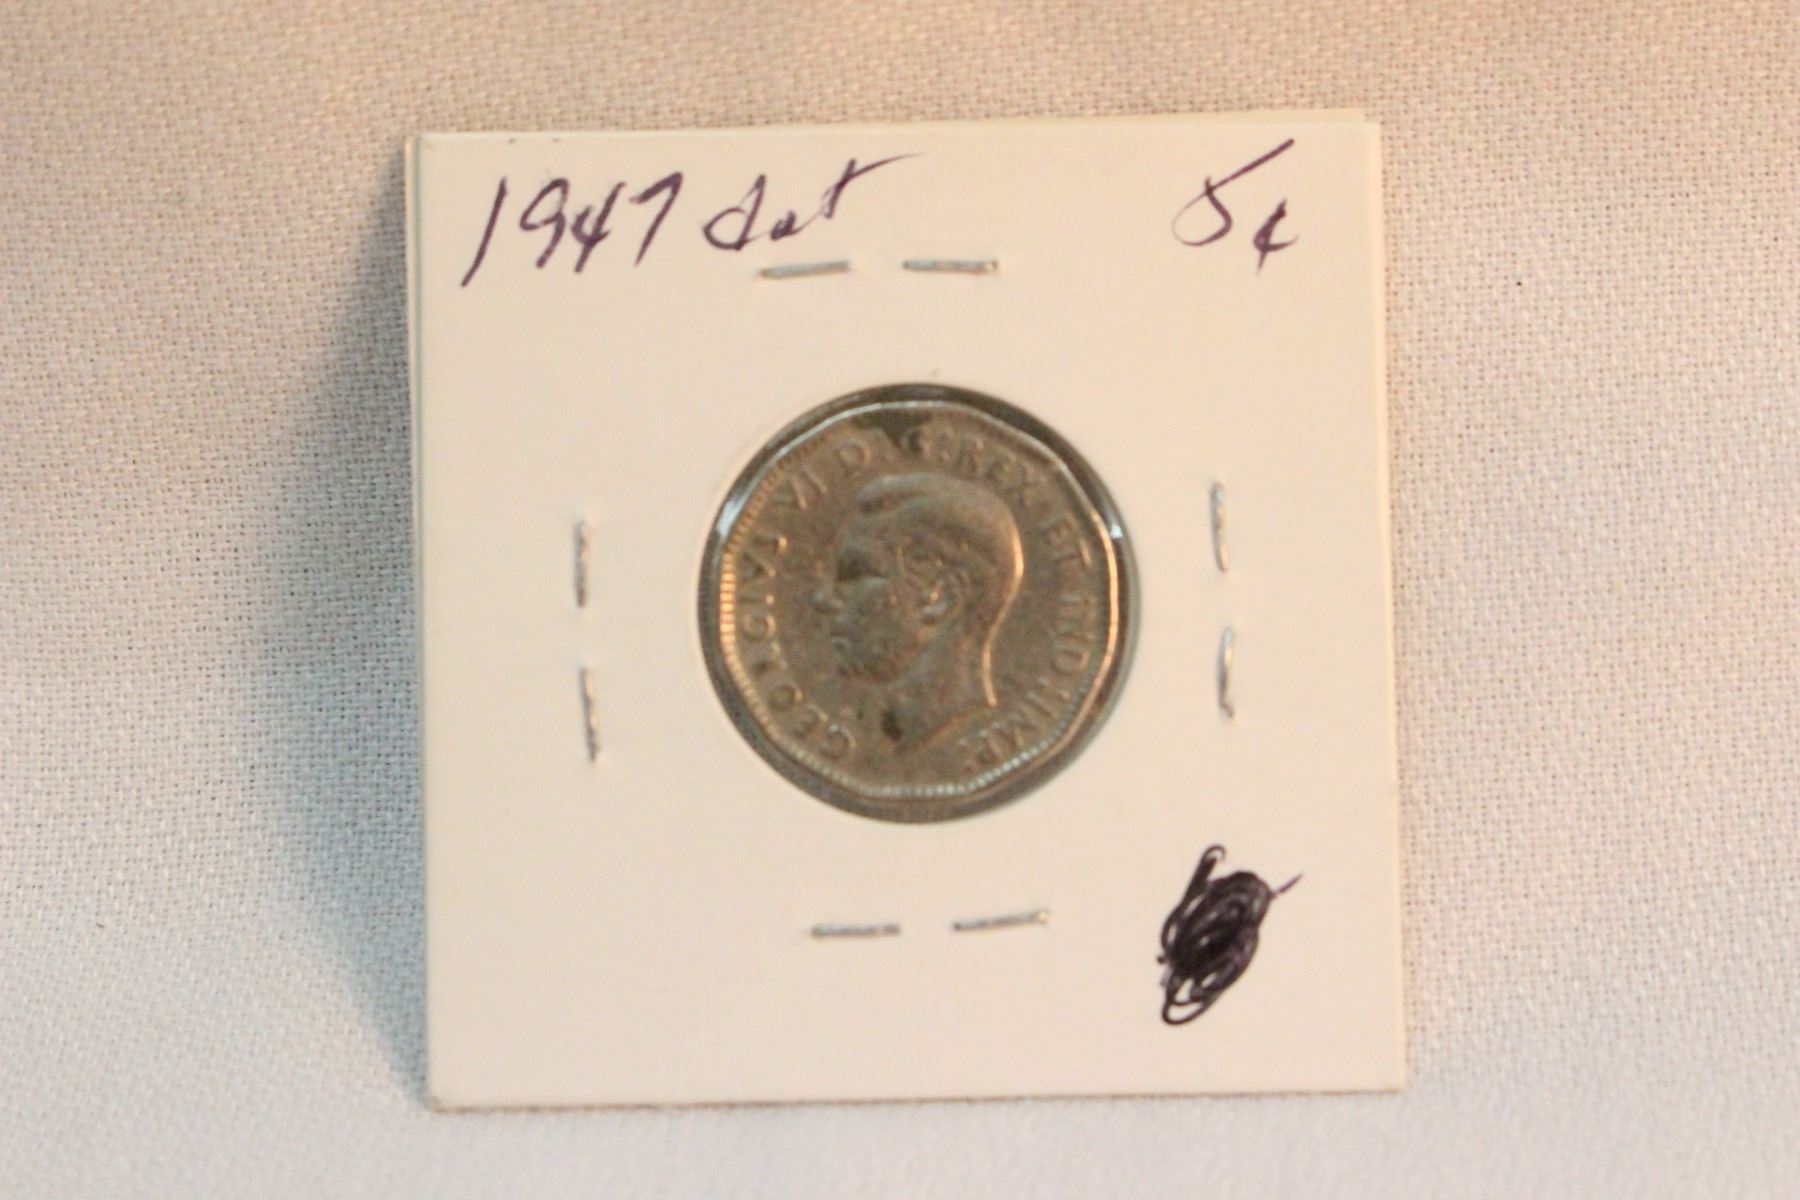 1947 dot 5¢
GEORGIVS VI D:G:REX ET IND:IMP: